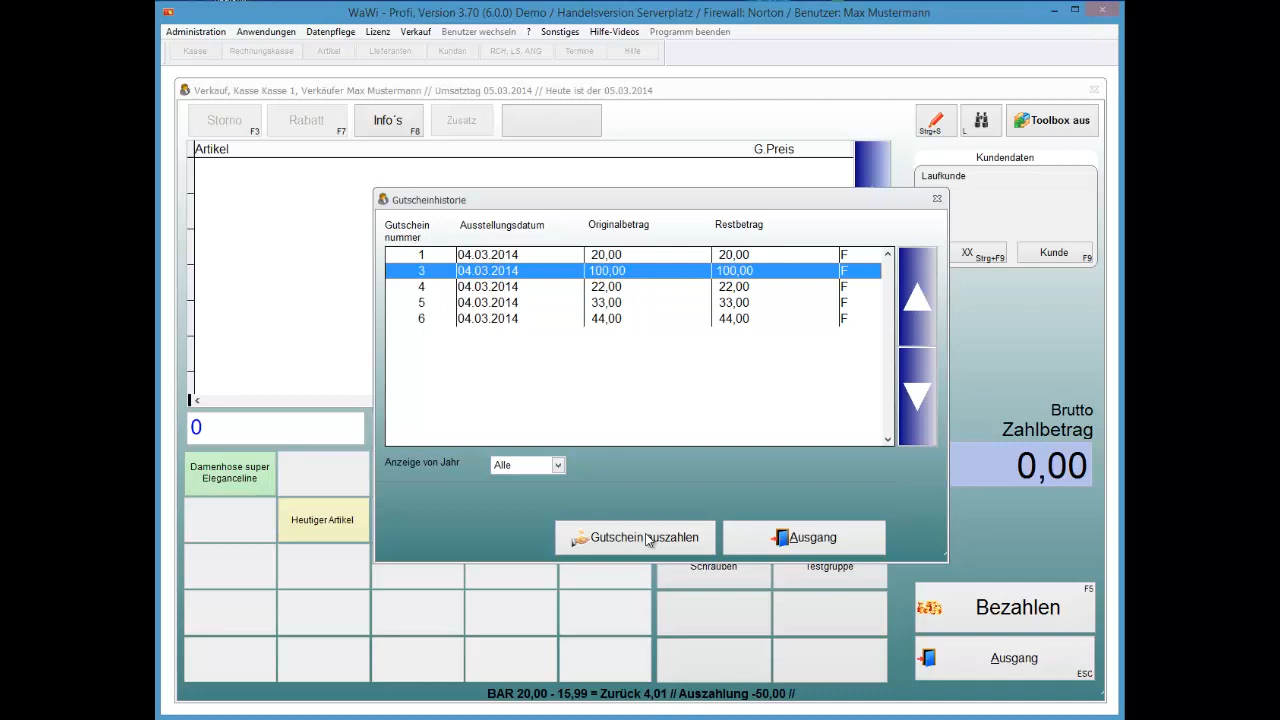 WaWi - Profi, Version 3.70 (6.0.0) Demo / Handelsversion Serverplatz / Firewall: Norton / Benutzer: Max Mustermann
Administration Anwendungen Datenpflege Lizenz Verkauf Benutzer wechseln ? Sonstiges Hilfe-Videos Programm beenden
Kasse Rechnungskasse Artikel Lieferanten Kunden RCH, LS, ANG Termine Hilfe
Verkauf, Kasse Kasse 1, Verkäufer Max Mustermann // Umsatztag 05.03.2014 // Heute ist der 05.03.2014
Storno F3 Rabatt F7 Info´s F8 Zusatz Strg+S L Toolbox aus
Artikel G.Preis
Kundendaten
Laufkunde
XX Strg+F9 Kunde F9
Gutscheinhistorie
Gutschein nummer Ausstellungsdatum Originalbetrag Restbetrag
1 04.03.2014 20,00 20,00 F
3 04.03.2014 100,00 100,00 F
4 04.03.2014 22,00 22,00 F
5 04.03.2014 33,00 33,00 F
6 04.03.2014 44,00 44,00 F
Anzeige von Jahr Alle
Gutschein auszahlen Ausgang
0
Brutto
Zahlbetrag
0,00
Damenhose super
Eleganceline
Heutiger Artikel
Schrauben Testgruppe
Bezahlen F5
Ausgang ESC
BAR 20,00 - 15,99 = Zurück 4,01 // Auszahlung -50,00 //